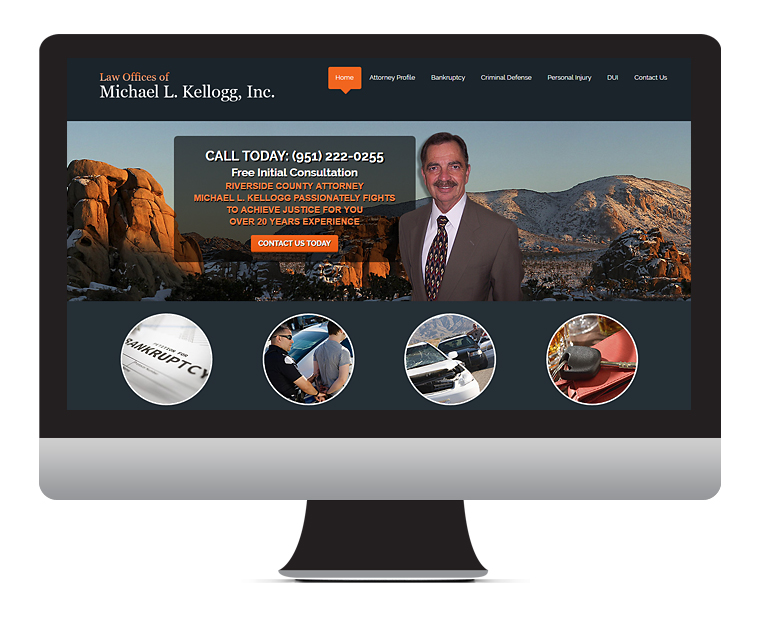 Law Offices of
Michael L. Kellogg, Inc.
Home Attorney Profile Bankruptcy Criminal Defense Personal Injury DUI Contact Us
CALL TODAY: (951) 222-0255
Free Initial Consultation
RIVERSIDE COUNTY ATTORNEY
MICHAEL L. KELLOGG PASSIONATELY FIGHTS
TO ACHIEVE JUSTICE FOR YOU
OVER 20 YEARS EXPERIENCE
CONTACT US TODAY
PETITION FOR
BANKRUPTCY